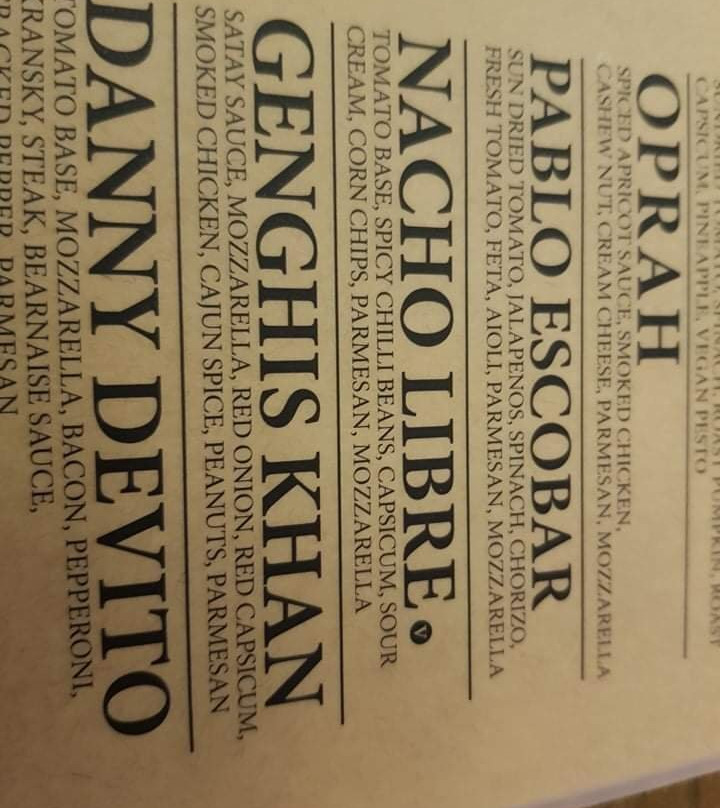 CAPSICUM, PINEAPPLE, VEGAN PESTO
OPRAH
SPICED APRICOT SAUCE, SMOKED CHICKEN,
CASHEW NUT, CREAM CHEESE, PARMESAN, MOZZARELLA
PABLO ESCOBAR
SUN DRIED TOMATO, JALAPENOS, SPINACH, CHORIZO,
FRESH TOMATO, FETA, AIOLI, PARMESAN, MOZZARELLA
NACHO LIBRE V
TOMATO BASE, SPICY CHILLI BEANS, CAPSICUM, SOUR
CREAM, CORN CHIPS, PARMESAN, MOZZARELLA
GENGHIS KHAN
SATAY SAUCE, MOZZARELLA, RED ONION, RED CAPSICUM,
SMOKED CHICKEN, CAJUN SPICE, PEANUTS, PARMESAN
DANNY DEVITO
TOMATO BASE, MOZZARELLA, BACON, PEPPERONI,
KRANSKY, STEAK, BEARNAISE SAUCE,
CRACKED PEPPER, PARMESAN